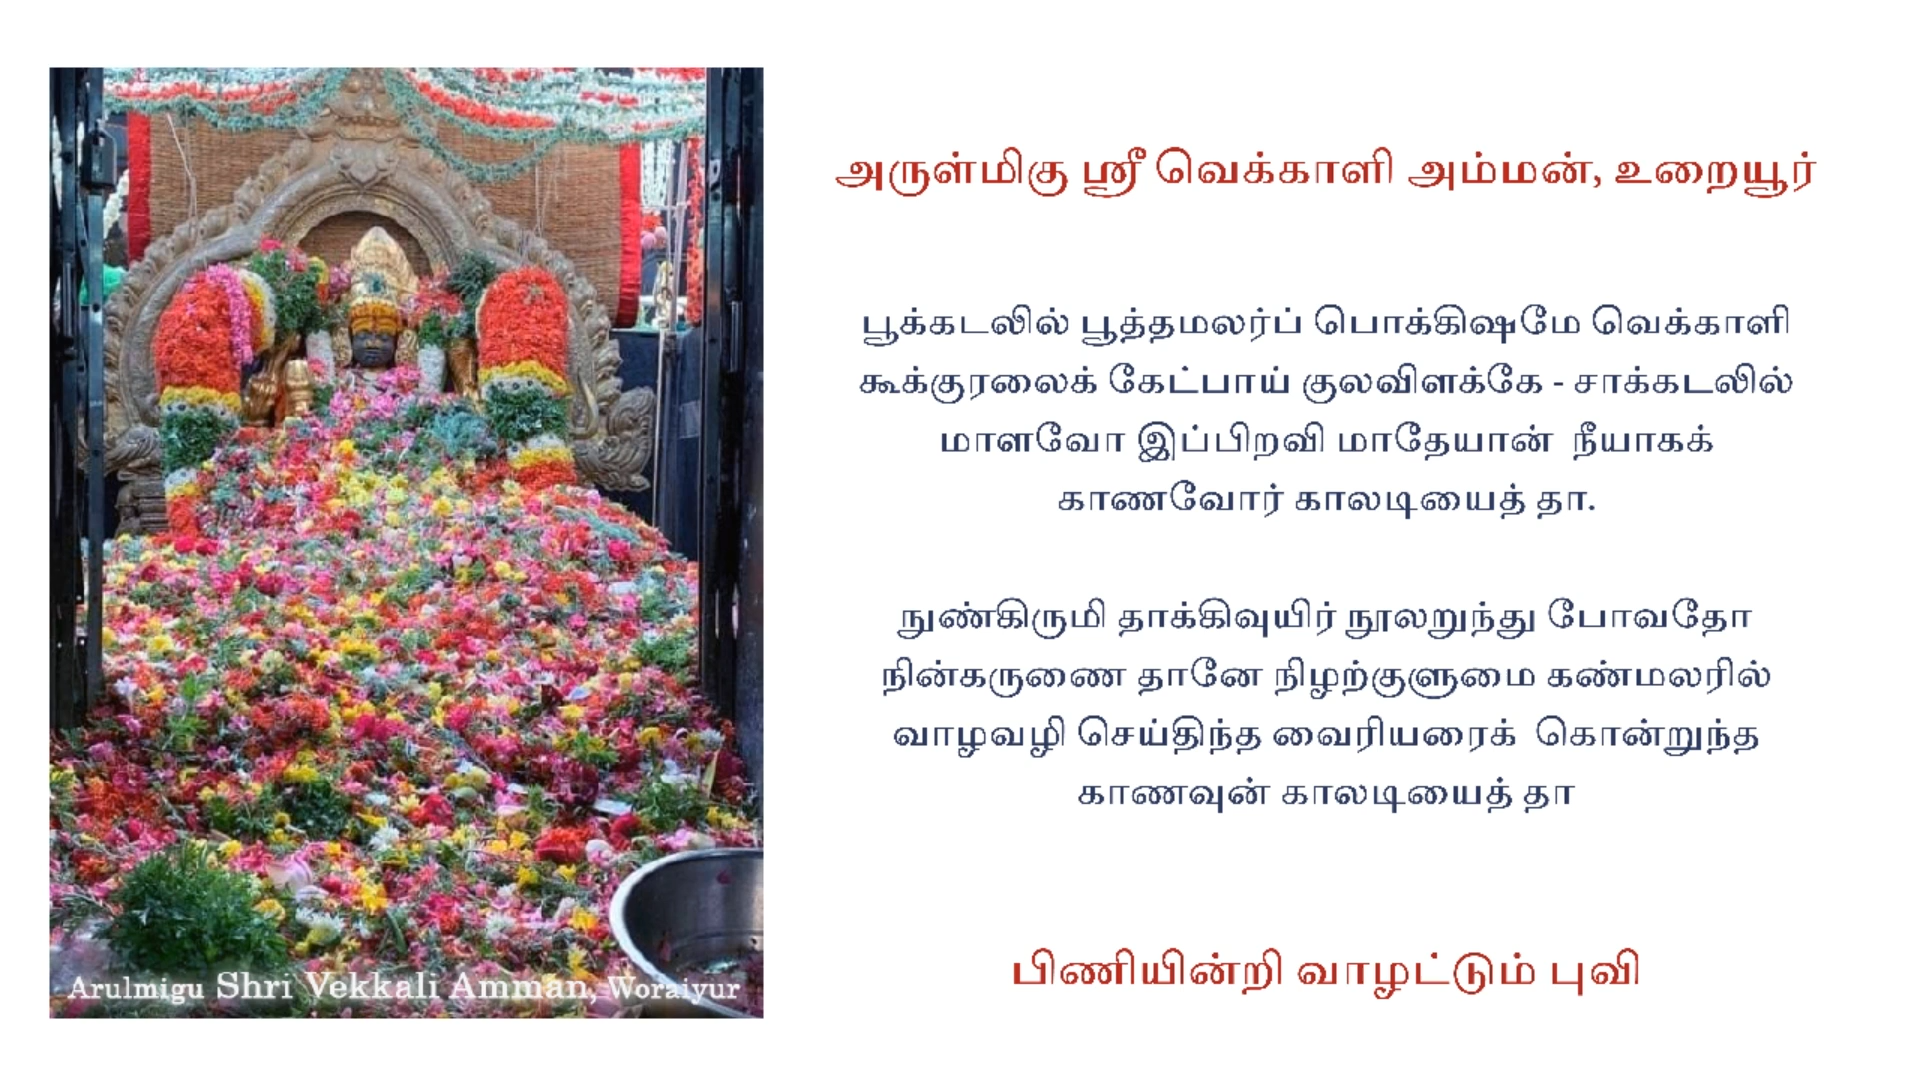 அருள்மிகு ஸ்ரீ வெக்காளி அம்மன், உறையூர்
பூக்கடலில் பூத்தமலர்ப் பொக்கிஷமே வெக்காளி
கூக்குரலைக் கேட்பாய் குலவிளக்கே - சாக்கடலில்
மாளவோ இப்பிறவி மாதேயான் நீயாகக்
காணவோர் காலடியைத் தா.
நுண்கிருமி தாக்கிவுயிர் நூலறுந்து போவதோ
நின்கருணை தானே நிழற்குளுமை கண்மலரில்
வாழவழி செய்திந்த வைரியரைக் கொன்றுந்த
காணவுன் காலடியைத் தா
பிணியின்றி வாழட்டும் புவி
Arulmigu Shri Vekkali Amman, Woraiyur